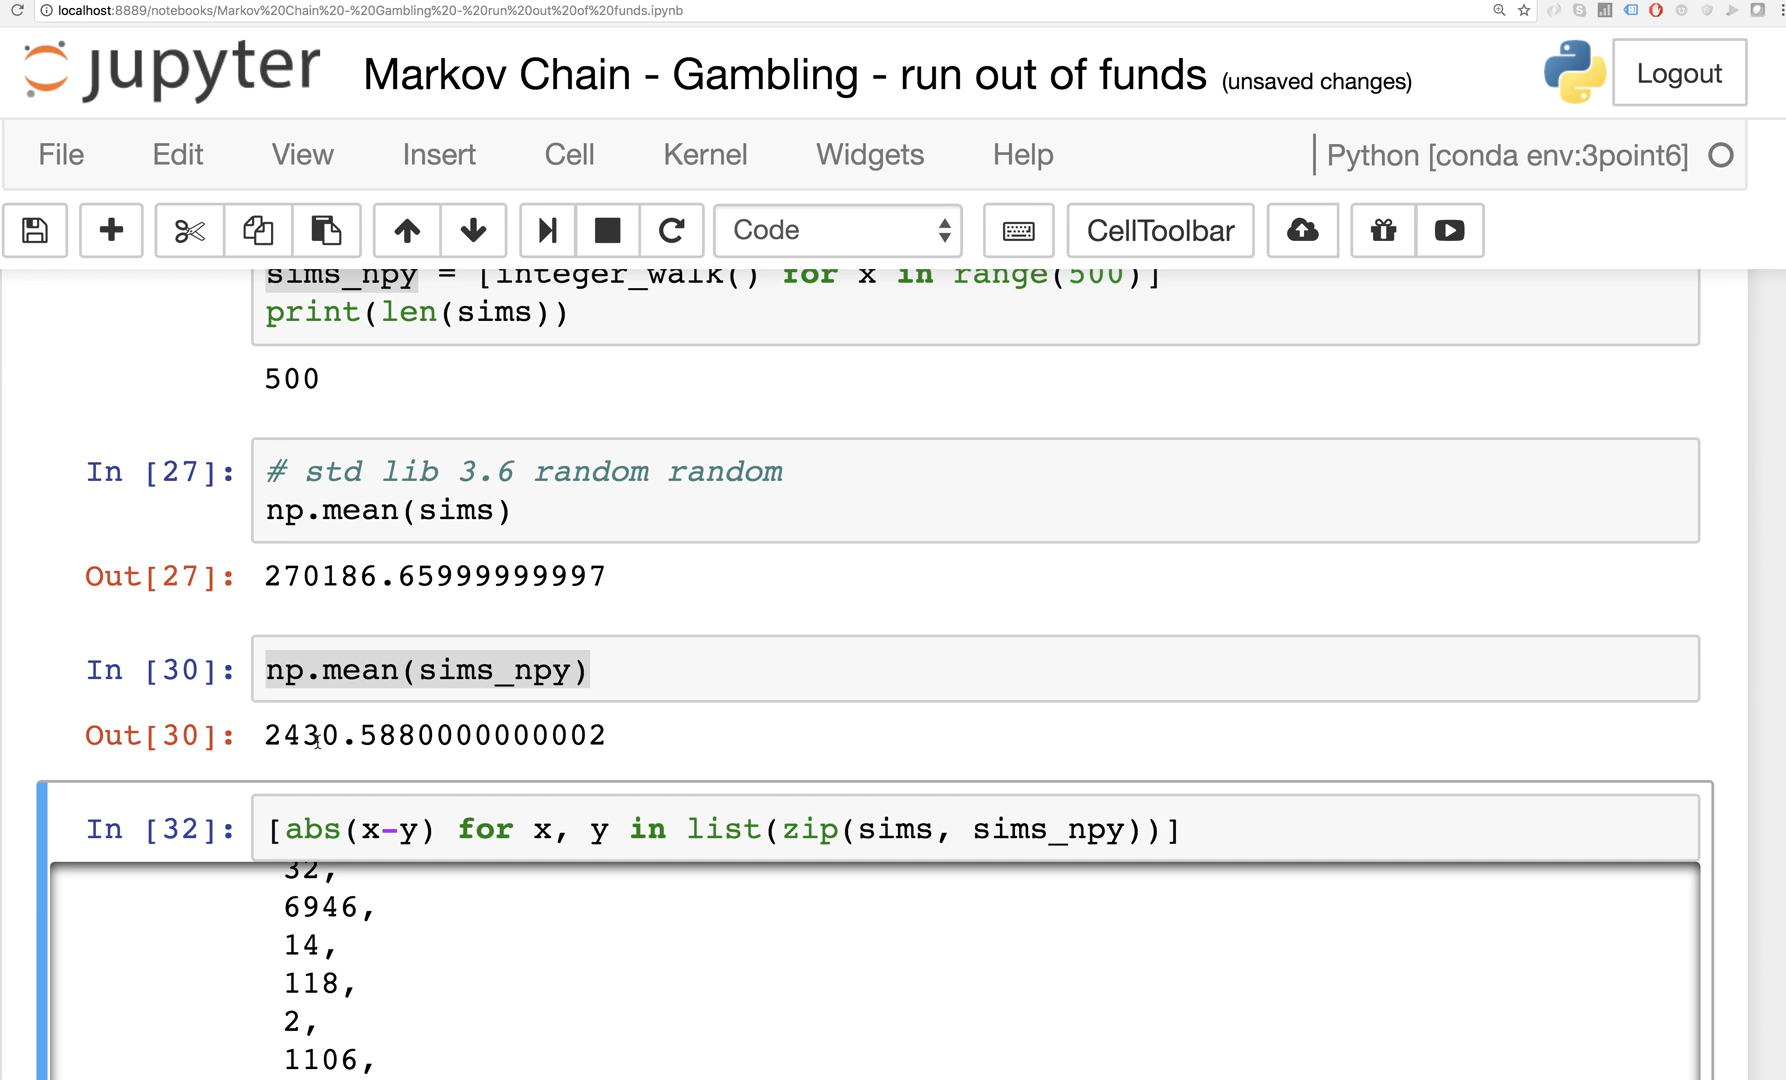 localhost:8889/notebooks/Markov%20Chain%20-%20Gambling%20-%20run%20out%20of%20funds.ipynb
jupyter Markov Chain - Gambling - run out of funds (unsaved changes) Logout
File Edit View Insert Cell Kernel Widgets Help Python [conda env:3point6]
Code CellToolbar
sims_npy = [integer_walk() for x in range(500)]
print(len(sims))
500
In [27]: # std lib 3.6 random random
np.mean(sims)
Out[27]: 270186.65999999997
In [30]: np.mean(sims_npy)
Out[30]: 2430.5880000000002
In [32]: [abs(x-y) for x, y in list(zip(sims, sims_npy))]
32,
6946,
14,
118,
2,
1106,